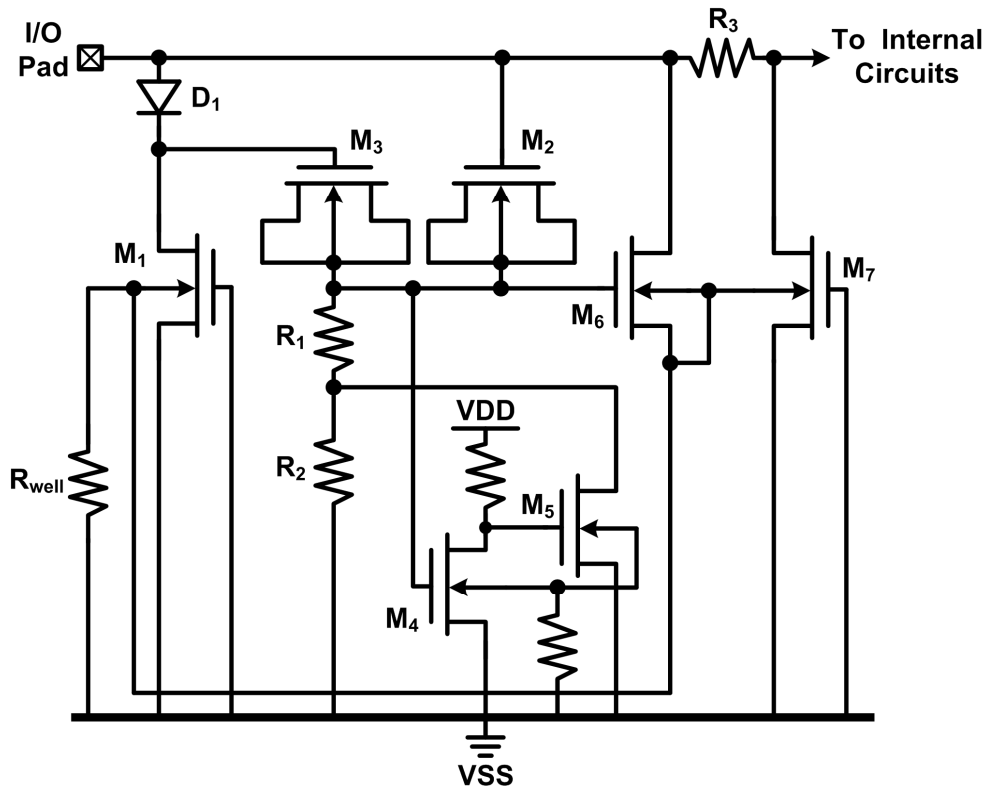 I/O
Pad
R3
To Internal
Circuits
D1
M3
M2
M1
M7
M6
R1
VDD
R2
Rwell
M5
M4
VSS